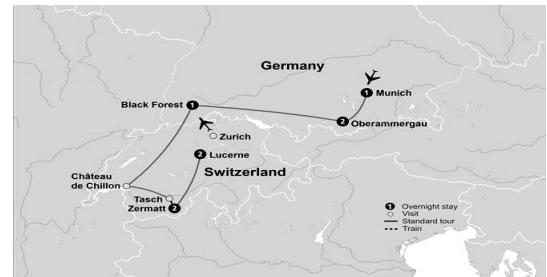 Germany
1 Munich
Black Forest 1
2 Oberammergau
Zurich
2 Lucerne
Switzerland
Château
de Chillon
Tasch
Zermatt 2
1 Overnight stay
Visit
Standard tour
Train